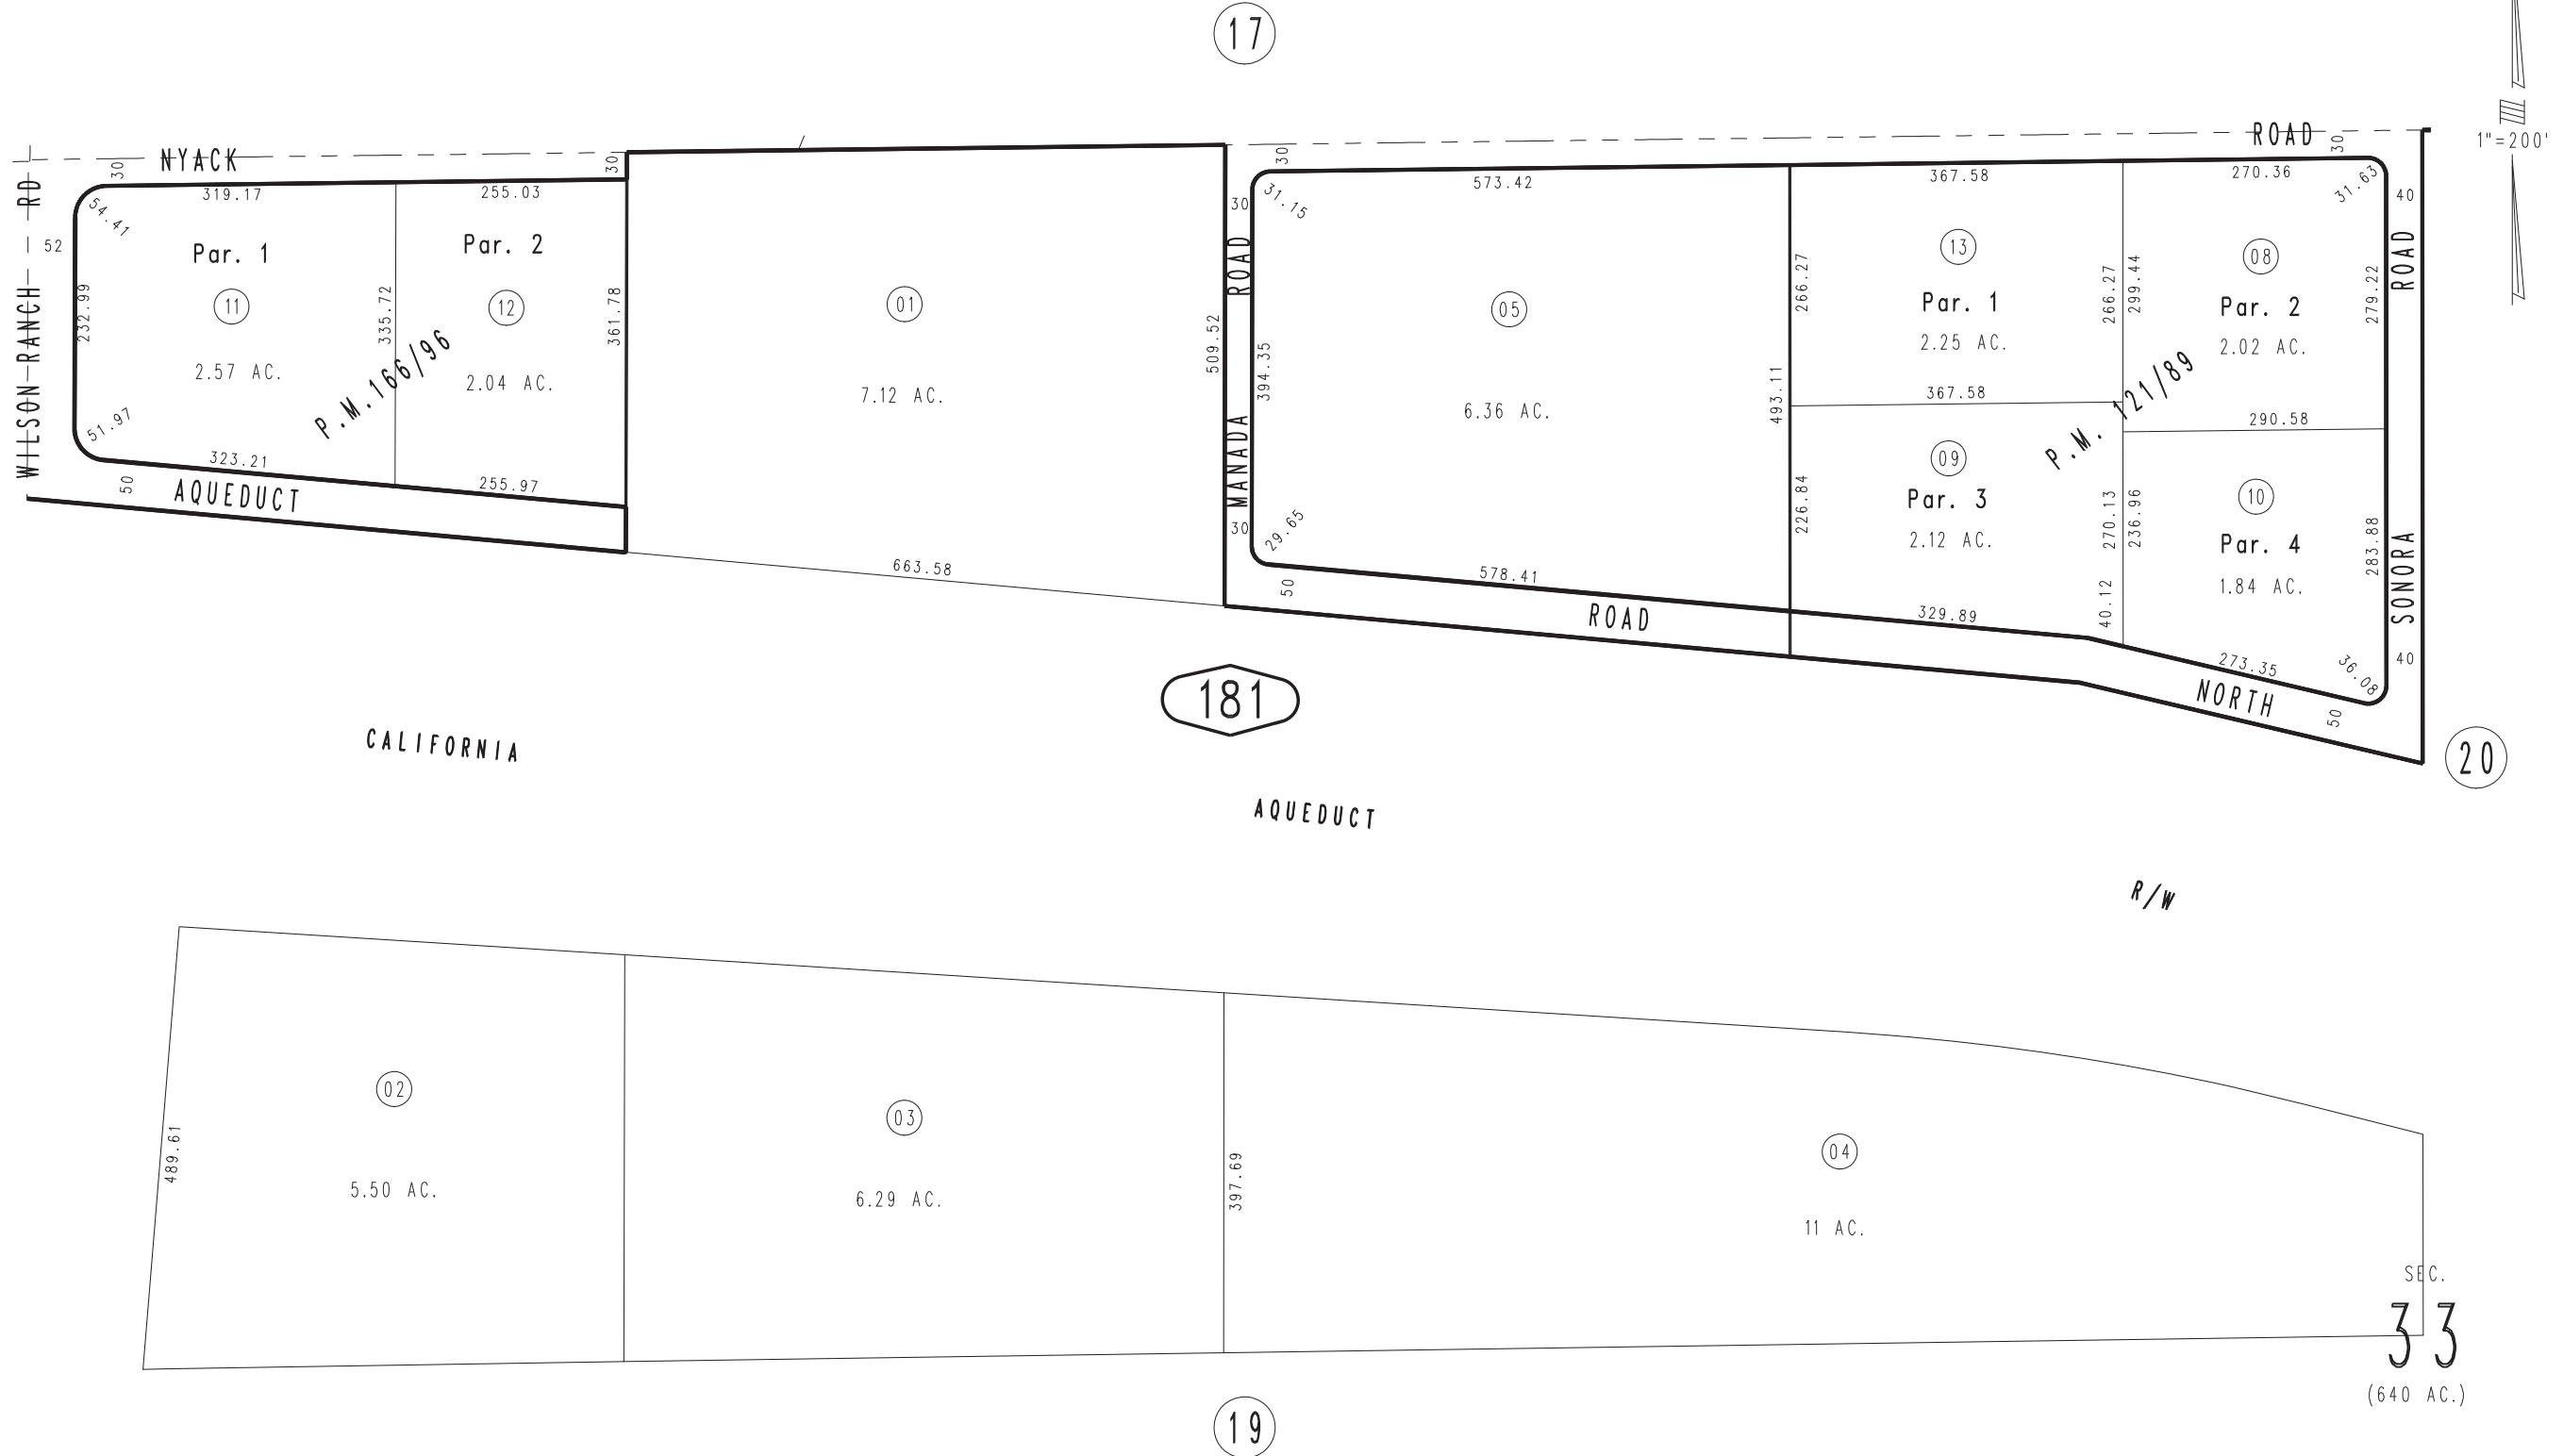 17
NYACK ROAD
1"=200'
30
30
30
30
319.17
255.03
573.42
367.58
270.36
WILSON RANCH RD
52
54.41
Par. 1
11
2.57 AC.
232.99
335.72
51.97
323.21
P.M. 166/96
Par. 2
12
2.04 AC.
361.78
255.97
50
AQUEDUCT
01
7.12 AC.
509.52
663.58
30
MANADA ROAD
30
31.15
394.35
29.65
05
6.36 AC.
493.11
578.41
50
ROAD
266.27
13
Par. 1
2.25 AC.
266.27
367.58
226.84
09
Par. 3
2.12 AC.
270.13
40.12
329.89
P.M. 121/89
299.44
08
Par. 2
2.02 AC.
279.22
31.63
290.58
236.96
10
Par. 4
1.84 AC.
283.88
273.35
36.08
NORTH
50
40
SONORA ROAD
40
20
181
CALIFORNIA
AQUEDUCT
R/W
489.61
02
5.50 AC.
03
6.29 AC.
397.69
04
11 AC.
SEC.
33
(640 AC.)
19